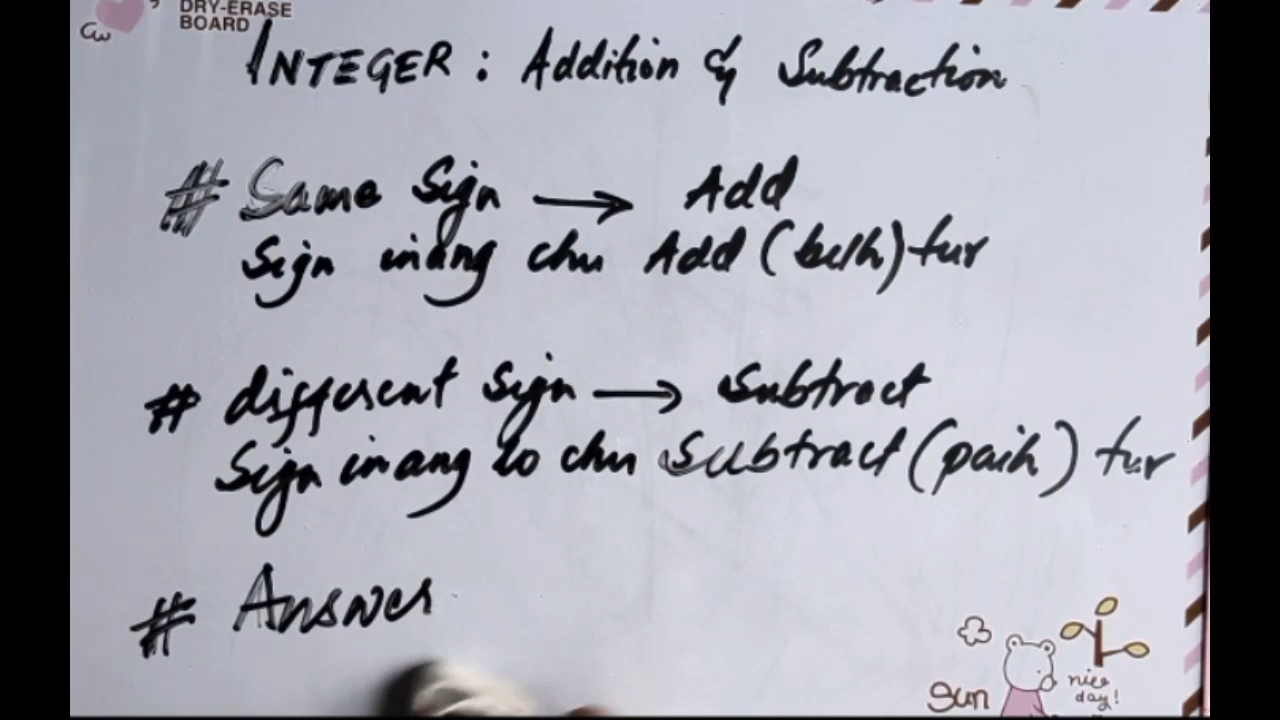 DRY-ERASE
BOARD
INTEGER : Addition & Subtraction
# Same Sign → Add
Sign inang chu Add (belh) tur
# different Sign → Subtract
Sign inang lo chu Subtract (paih) tur
# Answer
nice
day!
sun